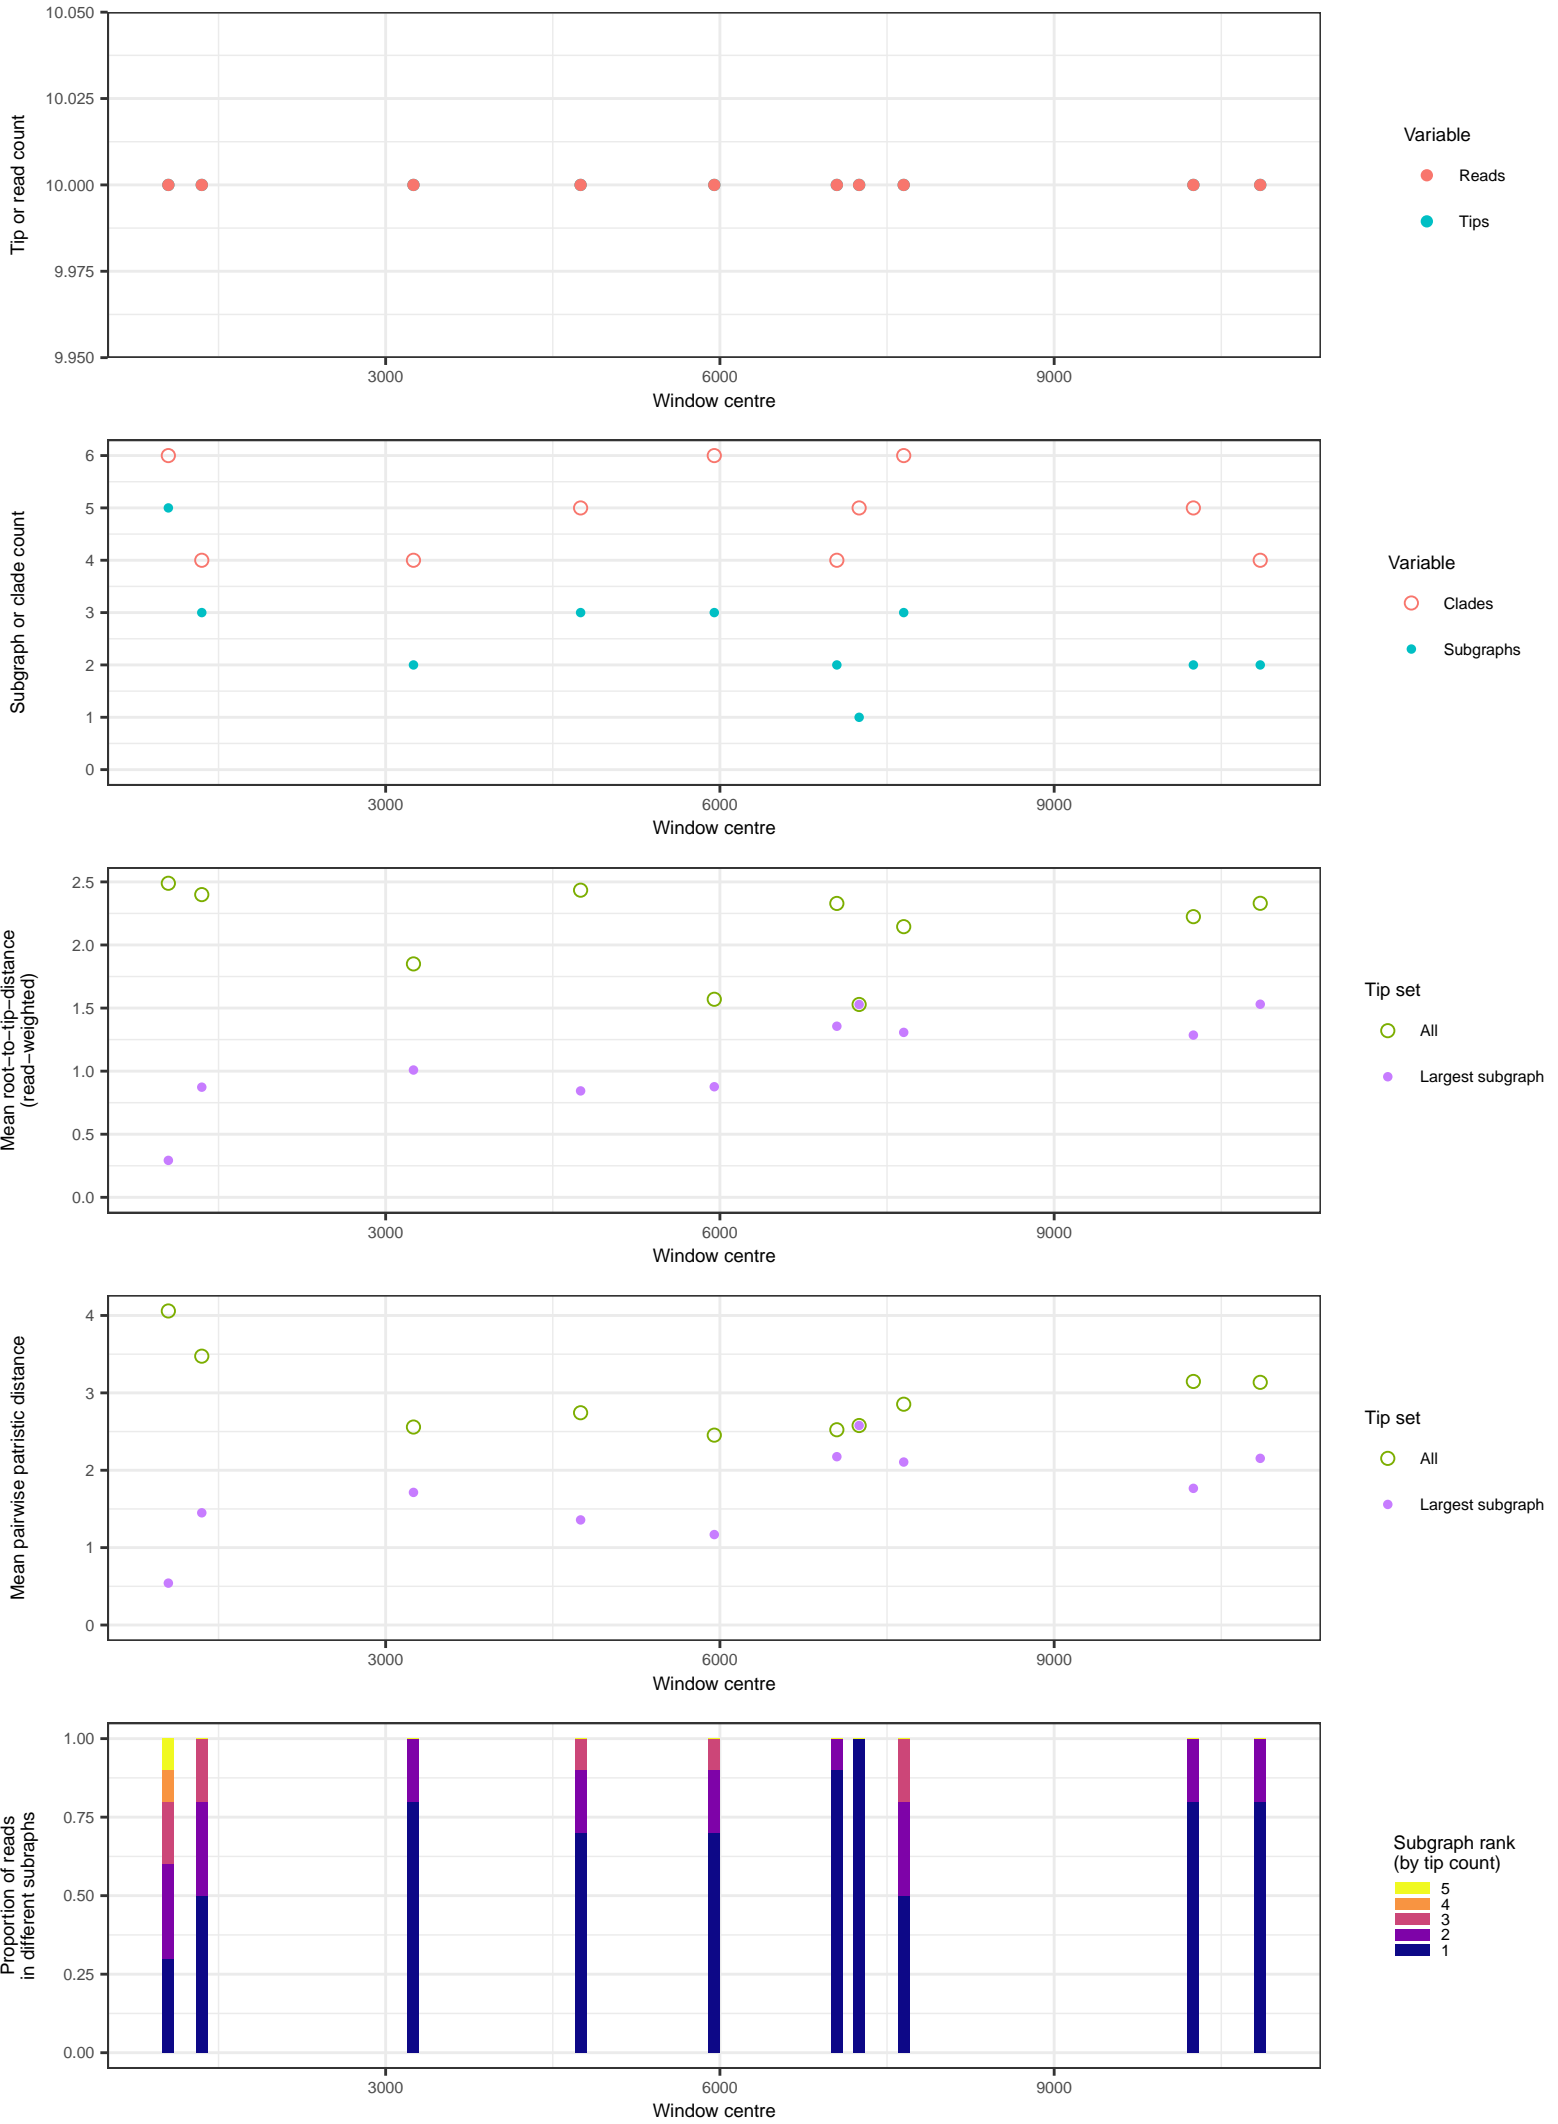 10.050
10.025
10.000
9.975
9.950
Tip or read count
3000 6000 9000
Window centre
Variable
Reads
Tips
6
5
4
3
2
1
0
Subgraph or clade count
3000 6000 9000
Window centre
Variable
Clades
Subgraphs
2.5
2.0
1.5
1.0
0.5
0.0
Mean root−to−tip−distance
(read−weighted)
3000 6000 9000
Window centre
Tip set
All
Largest subgraph
4
3
2
1
0
Mean pairwise patristic distance
3000 6000 9000
Window centre
Tip set
All
Largest subgraph
1.00
0.75
0.50
0.25
0.00
Proportion of reads
in different subraphs
3000 6000 9000
Window centre
Subgraph rank
(by tip count)
5
4
3
2
1